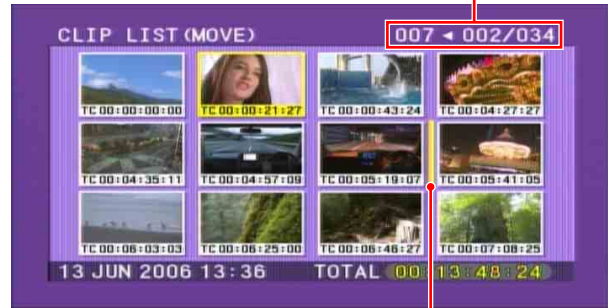 CLIP LIST(MOVE) 007 ◄ 002/034
TC 00:00:00:00 TC 00:00:21:27 TC 00:00:43:24 TC 00:04:27:27
TC 00:04:35:11 TC 00:04:57:09 TC 00:05:19:07 TC 00:05:41:05
TC 00:06:03:03 TC 00:06:25:00 TC 00:06:46:27 TC 00:07:08:25
13 JUN 2006 13:36 TOTAL 00:13:48:24